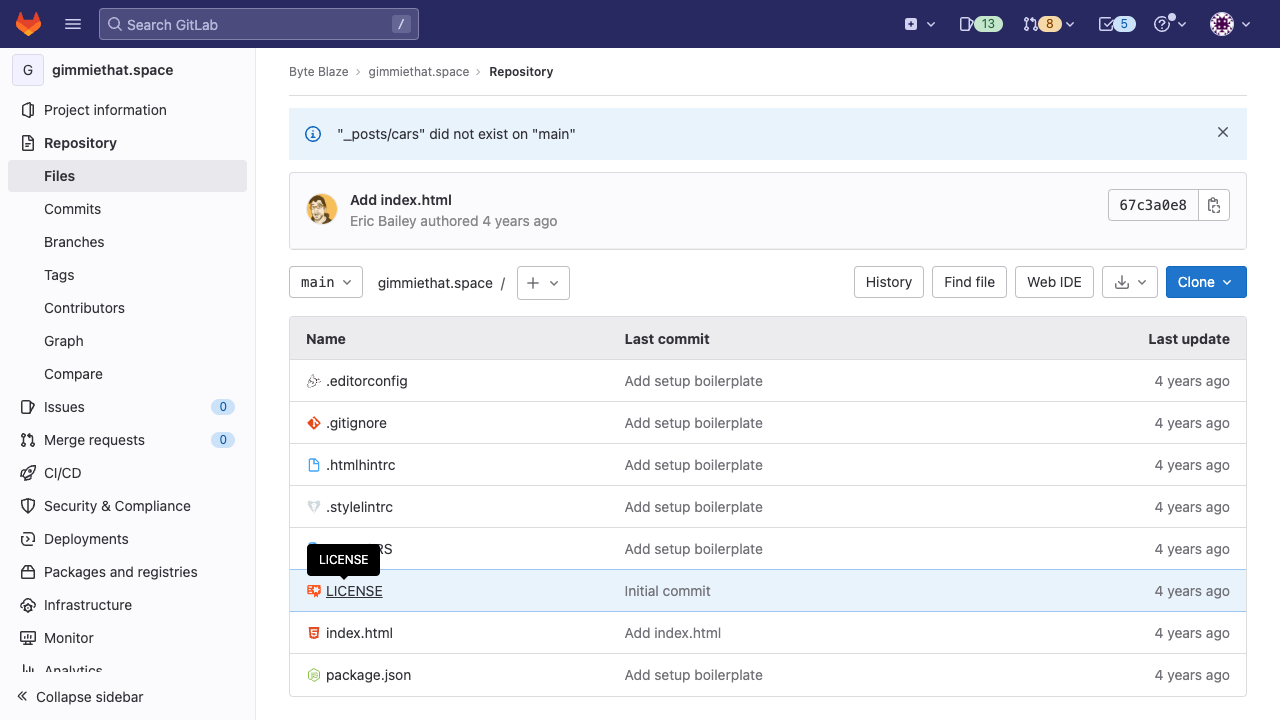 Search GitLab
/
13
8
5
G
gimmiethat.space
Project information
Repository
Files
Commits
Branches
Tags
Contributors
Graph
Compare
Issues
0
Merge requests
0
CI/CD
Security & Compliance
Deployments
Packages and registries
Infrastructure
Monitor
Analytics
Collapse sidebar
Byte Blaze
gimmiethat.space
Repository
"_posts/cars" did not exist on "main"
Add index.html
Eric Bailey authored 4 years ago
67c3a0e8
main
gimmiethat.space /
History
Find file
Web IDE
Clone
Name Last commit Last update
.editorconfig Add setup boilerplate 4 years ago
.gitignore Add setup boilerplate 4 years ago
.htmlhintrc Add setup boilerplate 4 years ago
.stylelintrc Add setup boilerplate 4 years ago
Add setup boilerplate 4 years ago
LICENSE
LICENSE Initial commit 4 years ago
index.html Add index.html 4 years ago
package.json Add setup boilerplate 4 years ago